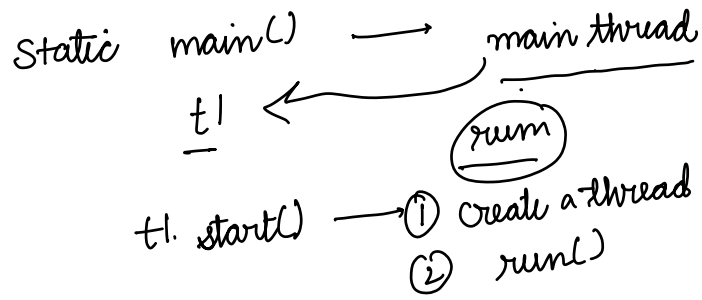 static main() → main thread
t1
run
t1. start() → ① create a thread
② run()